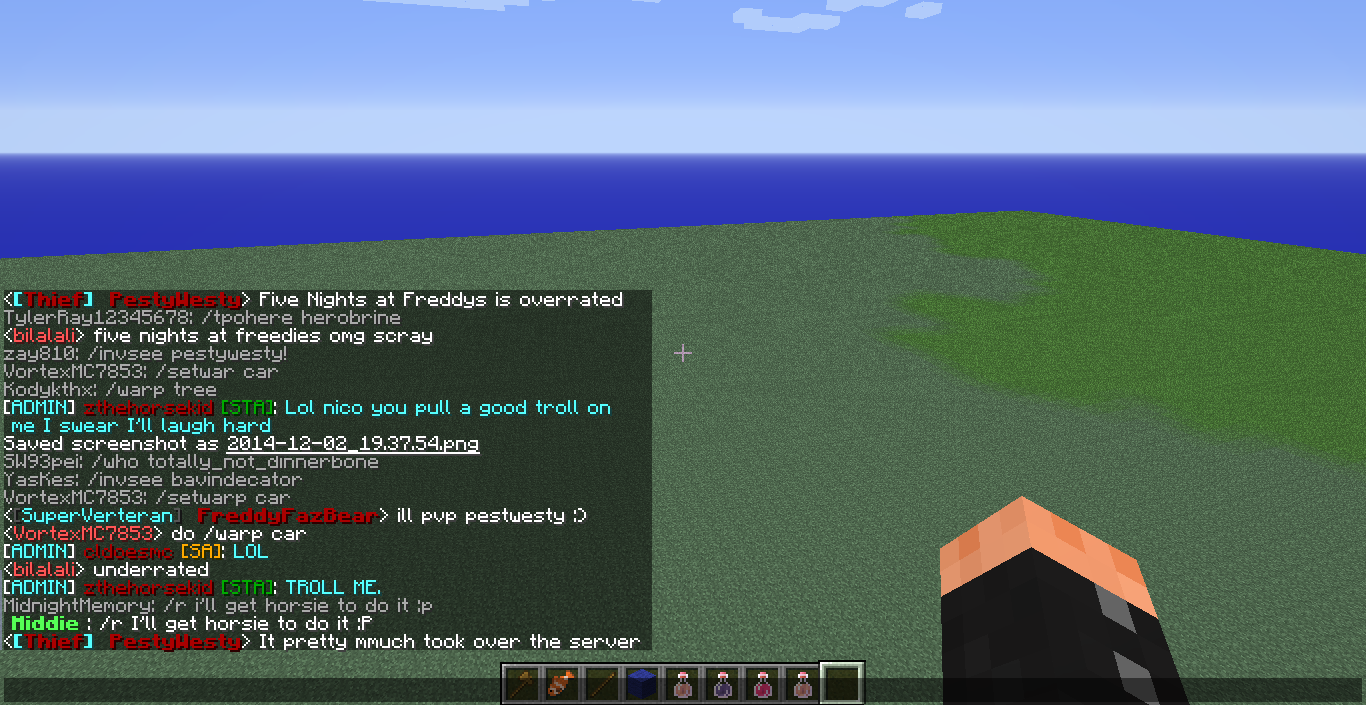 <[Thief] PestyWesty> Five Nights at Freddys is overrated
TylerRay12345678: /tpohere herobrine
<bilalali> five nights at freedies omg scray
zay810: /invsee pestywesty!
VortexMC7853: /setwar car
Kodykthx: /warp tree
[ADMIN] zthehorsekid [STA]: Lol nico you pull a good troll on
me I swear I'll laugh hard
Saved screenshot as 2014-12-02_19.37.54.png
SW93pei: /who totally_not_dinnerbone
YasKes: /invsee bavindecator
VortexMC7853: /setwarp car
<[SuperVerteran] FreddyFazBear> ill pvp pestwesty :)
<VortexMC7853> do /warp car
[ADMIN] cldoesmc [SA]: LOL
<bilalali> underrated
[ADMIN] zthehorsekid [STA]: TROLL ME.
MidnightMemory: /r i'll get horsie to do it :p
Middie : /r I'll get horsie to do it :P
<[Thief] PestyWesty> It pretty mmuch took over the server